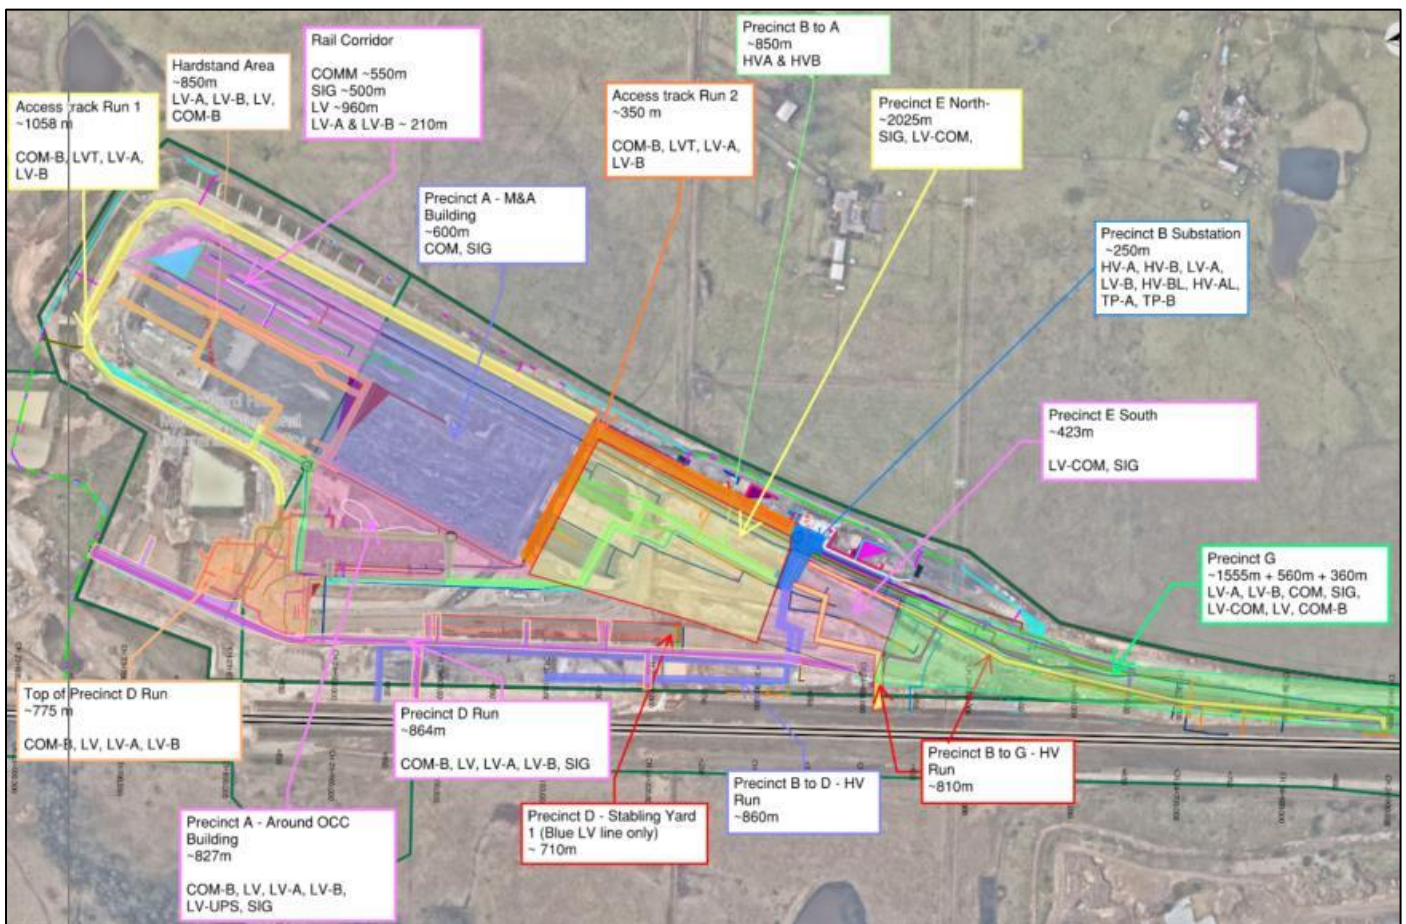 Access track Run 1
~1058 m
COM-B, LVT, LV-A,
LV-B
Hardstand Area
~850m
LV-A, LV-B, LV,
COM-B
Rail Corridor
COMM ~550m
SIG ~500m
LV ~960m
LV-A & LV-B ~ 210m
Precinct A - M&A
Building
~600m
COM, SIG
Access track Run 2
~350 m
COM-B, LVT, LV-A,
LV-B
Precinct B to A
~850m
HVA & HVB
Precinct E North-
~2025m
SIG, LV-COM,
Precinct B Substation
~250m
HV-A, HV-B, LV-A,
LV-B, HV-BL, HV-AL,
TP-A, TP-B
Precinct E South
~423m
LV-COM, SIG
Precinct G
~1555m + 560m + 360m
LV-A, LV-B, COM, SIG,
LV-COM, LV, COM-B
Top of Precinct D Run
~775 m
COM-B, LV, LV-A, LV-B
Precinct A - Around OCC
Building
~827m
COM-B, LV, LV-A, LV-B,
LV-UPS, SIG
Precinct D Run
~864m
COM-B, LV, LV-A, LV-B, SIG
Precinct D - Stabling Yard
1 (Blue LV line only)
~ 710m
Precinct B to D - HV
Run
~860m
Precinct B to G - HV
Run
~810m